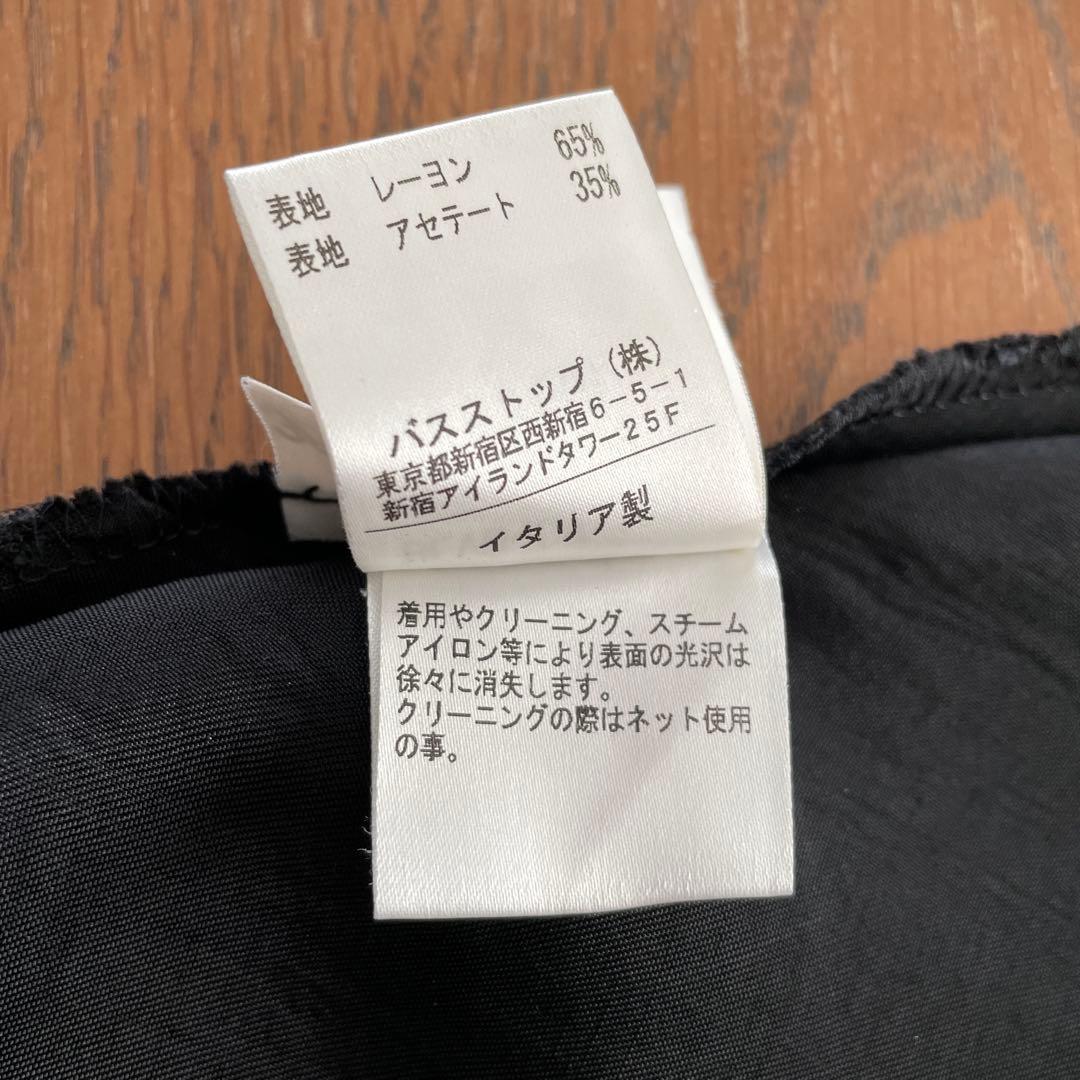 表地 レーヨン 65%
表地 アセテート 35%
バスストップ(株)
東京都新宿区西新宿6-5-1
新宿アイランドタワー25F
イタリア製
着用やクリーニング、スチーム
アイロン等により表面の光沢は
徐々に消失します。
クリーニングの際はネット使用
の事。